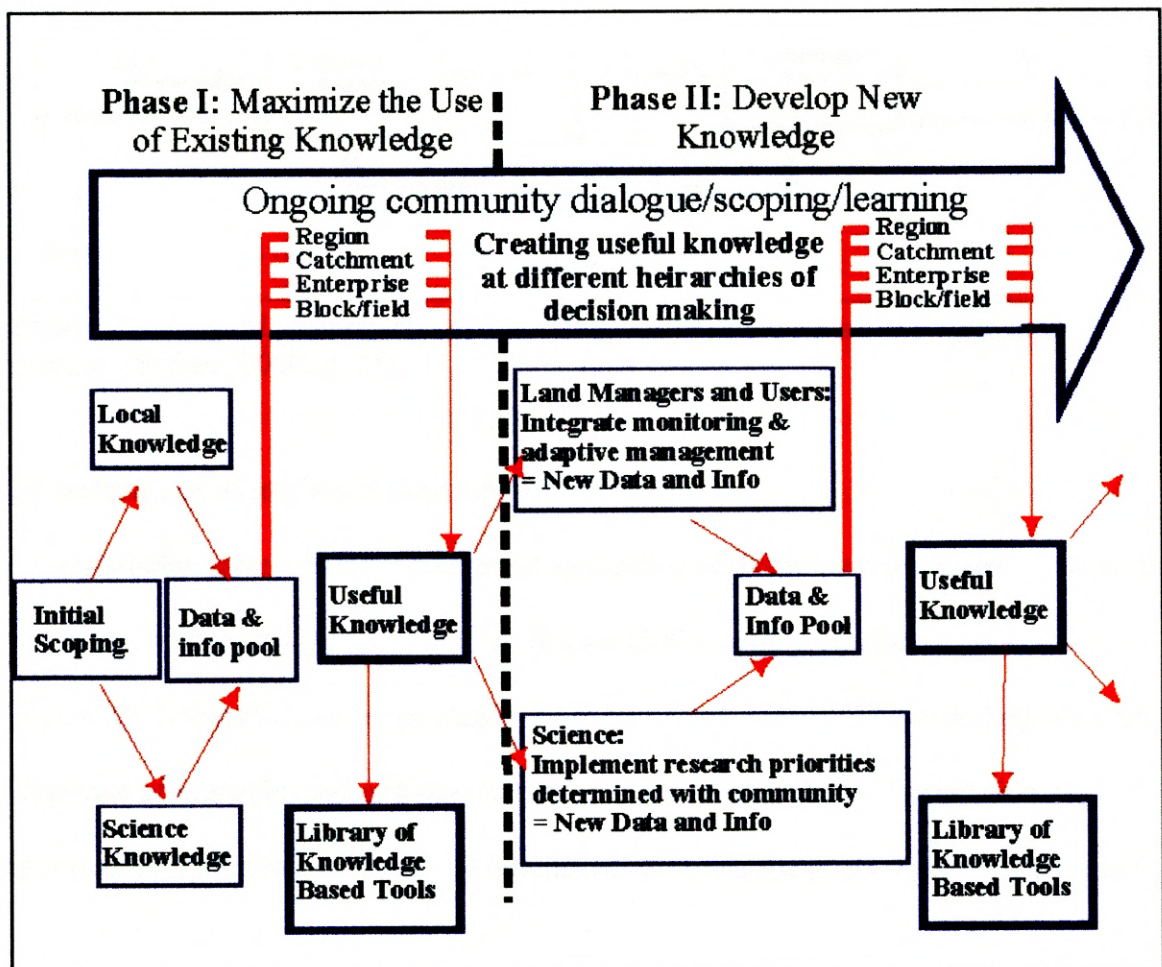 Phase I: Maximize the Use
of Existing Knowledge
Phase II: Develop New
Knowledge
Ongoing community dialogue/scoping/learning
Region
Catchment
Enterprise
Block/field
Creating useful knowledge
at different heirarchies of
decision making
Region
Catchment
Enterprise
Block/field
Local
Knowledge
Initial
Scoping.
Data &
info pool
Science
Knowledge
Useful
Knowledge
Library of
Knowledge
Based Tools
Land Managers and Users:
Integrate monitoring &
adaptive management
= New Data and Info
Science:
Implement research priorities
determined with community
= New Data and Info
Data &
Info Pool
Useful
Knowledge
Library of
Knowledge
Based Tools